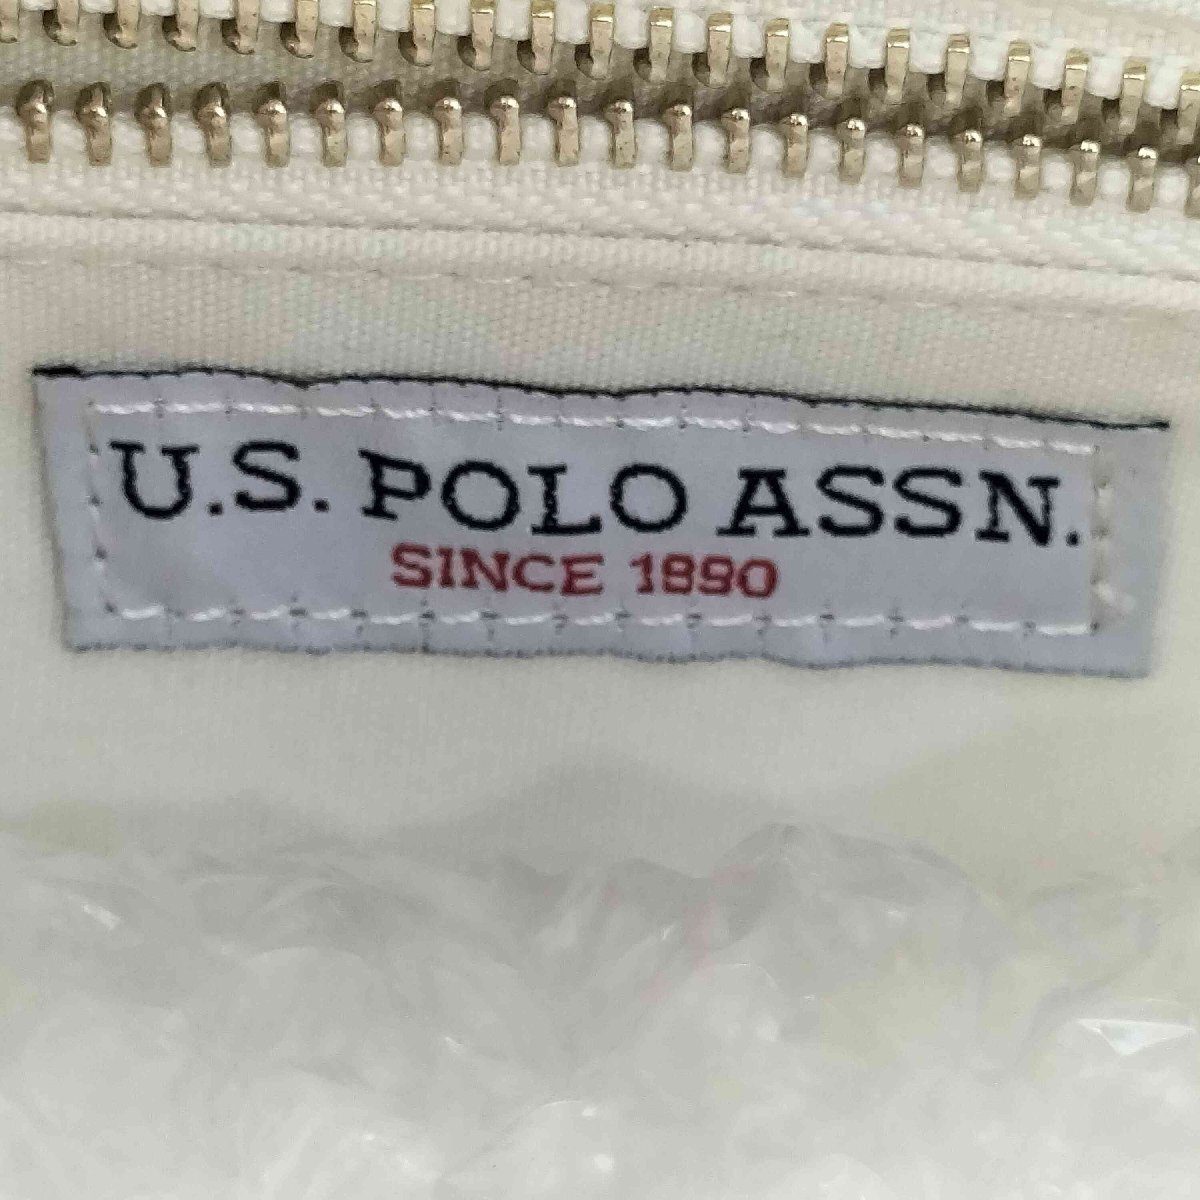 U.S. POLO ASSN.
SINCE 1890